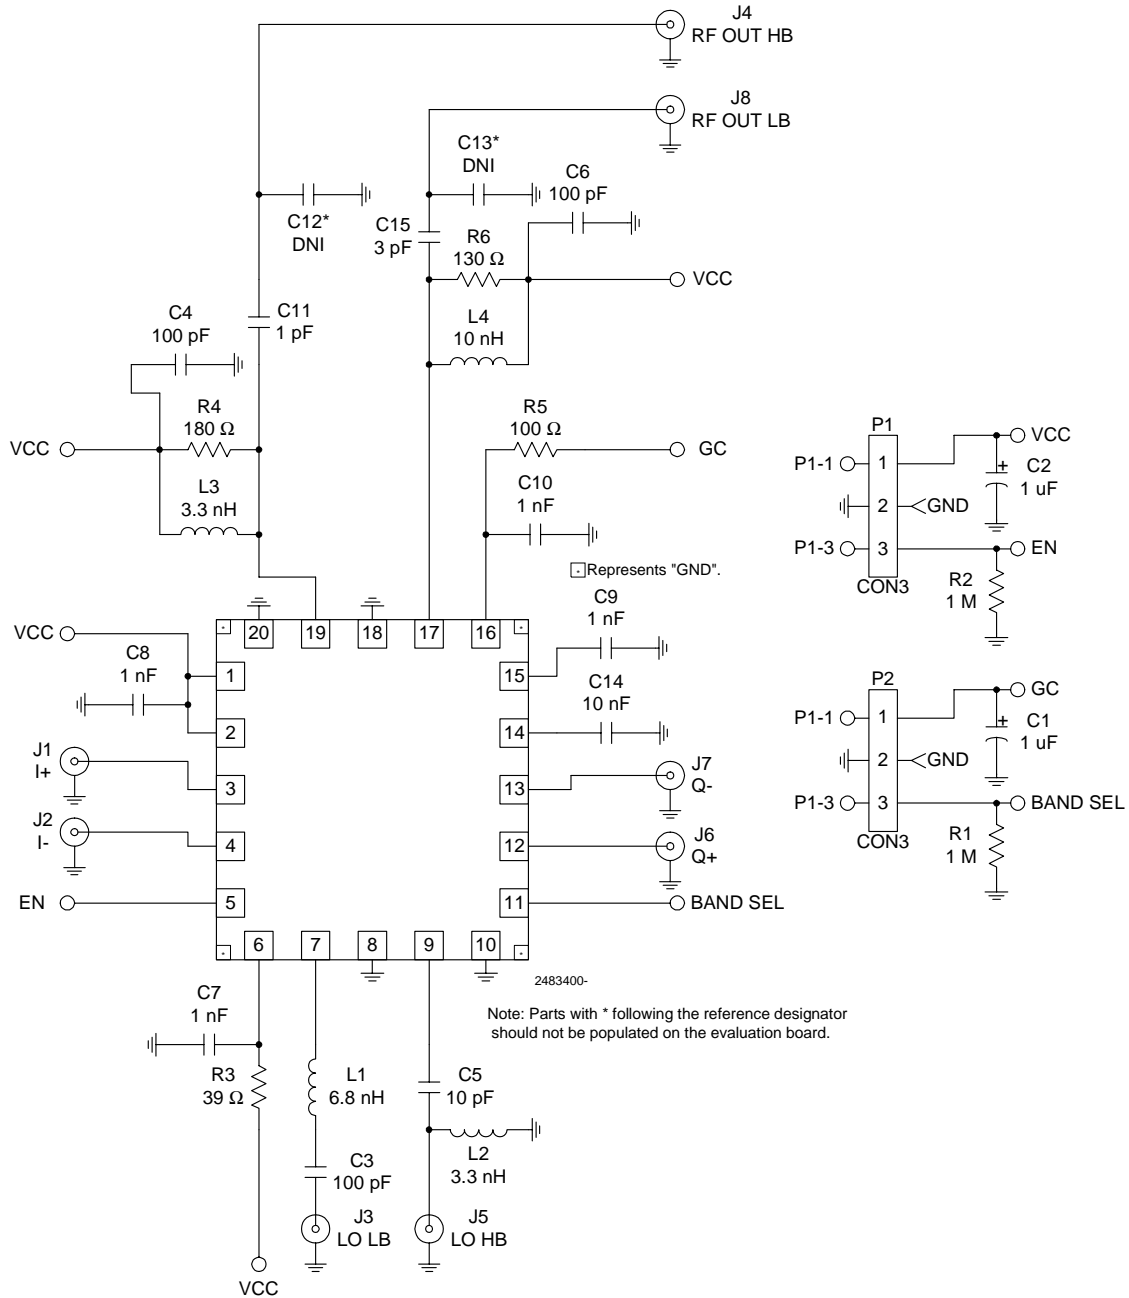 J4
RF OUT HB
J8
RF OUT LB
C13*
DNI
C6
100 pF
C12*
DNI
C15
3 pF
R6
130 Ω
VCC
C4
100 pF
C11
1 pF
L4
10 nH
R4
180 Ω
VCC
R5
100 Ω
GC
L3
3.3 nH
C10
1 nF
Represents "GND".
P1
VCC
P1-1
1
+
C2
1 uF
2
GND
P1-3
3
EN
CON3
R2
1 M
20
19
18
17
16
VCC
C8
1 nF
1
2
J1
I+
3
J2
I-
4
EN
5
C9
1 nF
15
C14
10 nF
14
J7
Q-
13
J6
Q+
12
11
BAND SEL
P2
GC
P1-1
1
+
C1
1 uF
2
GND
P1-3
3
BAND SEL
CON3
R1
1 M
6
7
8
9
10
2483400-
Note: Parts with * following the reference designator
should not be populated on the evaluation board.
C7
1 nF
R3
39 Ω
L1
6.8 nH
C5
10 pF
L2
3.3 nH
C3
100 pF
J3
LO LB
J5
LO HB
VCC